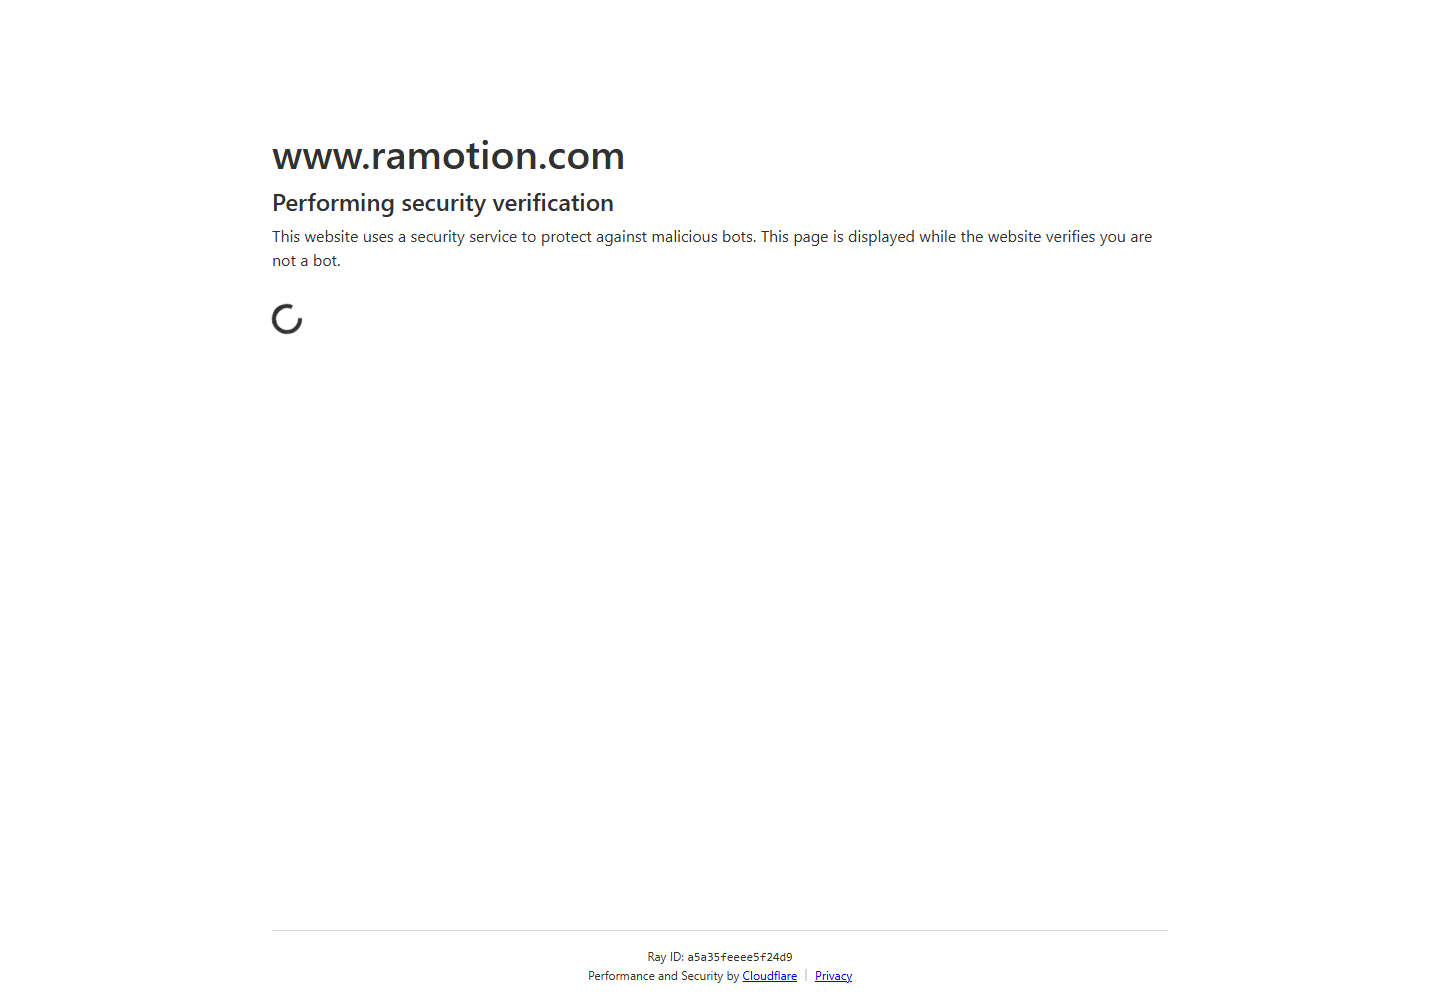 www.ramotion.com
Performing security verification
This website uses a security service to protect against malicious bots. This page is displayed while the website verifies you are
not a bot.
Ray ID: a5a35feeee5f24d9
Performance and Security by Cloudflare | Privacy